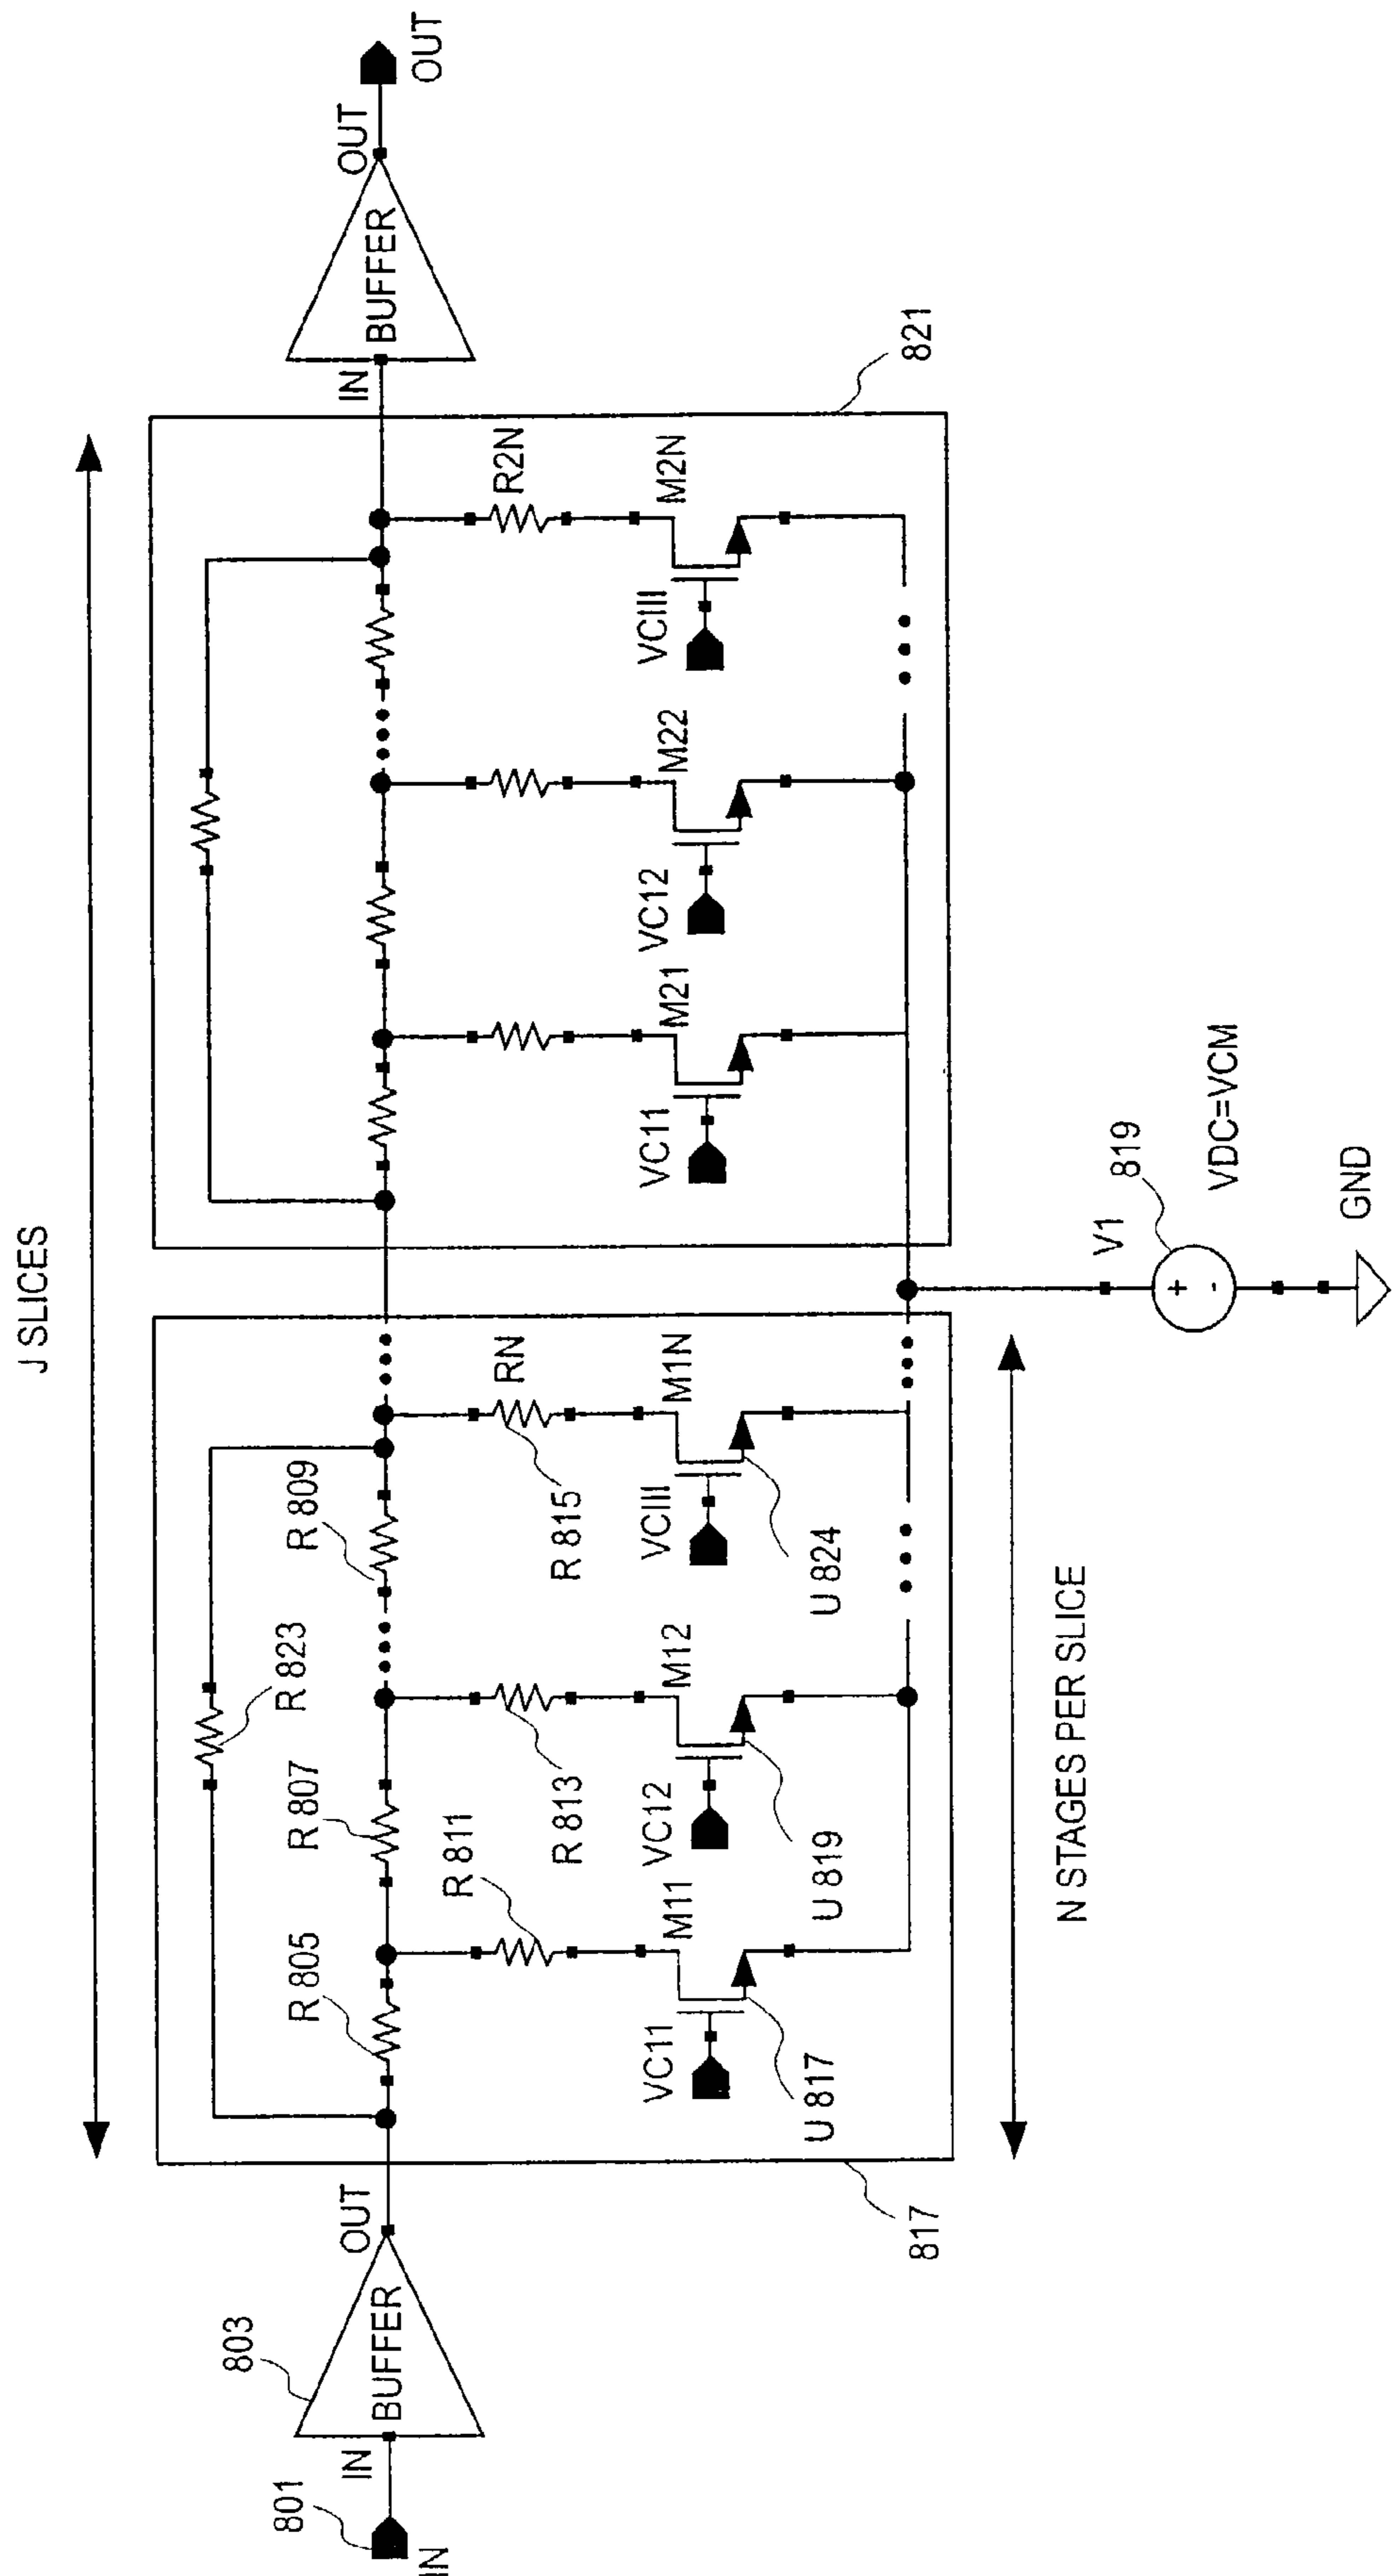 J SLICES
801
IN
IN
803
BUFFER
OUT
R 823
R 805
R 807
R 809
R 811
R 813
RN
R 815
M11
M12
M1N
VC11
VC12
VCIII
U 817
U 819
U 824
817
N STAGES PER SLICE
R2N
M21
M22
M2N
VC11
VC12
VCIII
821
IN
BUFFER
OUT
OUT
V1
819
VDC=VCM
GND